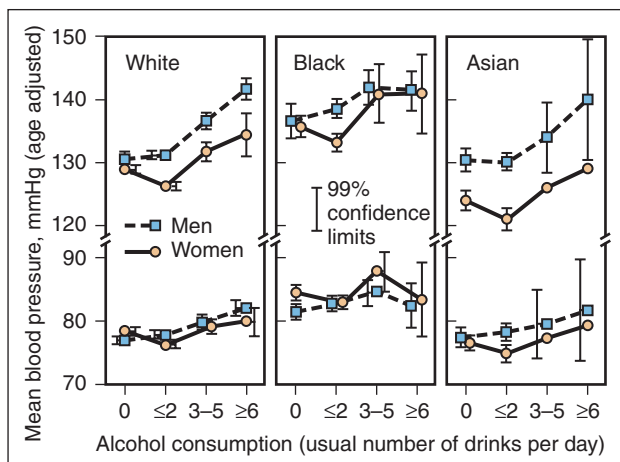 Mean blood pressure, mmHg (age adjusted)
150
140
130
120
90
80
70
White
Black
Asian
Men
Women
99%
confidence
limits
0 ≤2 3–5 ≥6
0 ≤2 3–5 ≥6
0 ≤2 3–5 ≥6
Alcohol consumption (usual number of drinks per day)